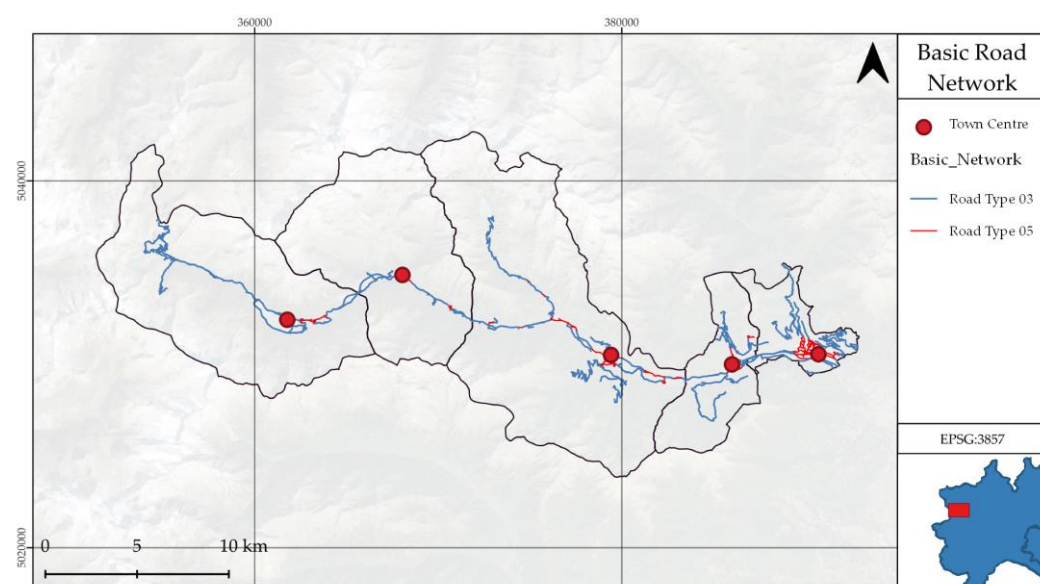 360000
380000
5040000
5020000
0
5
10 km
Basic Road
Network
Town Centre
Basic_Network
Road Type 03
Road Type 05
EPSG:3857